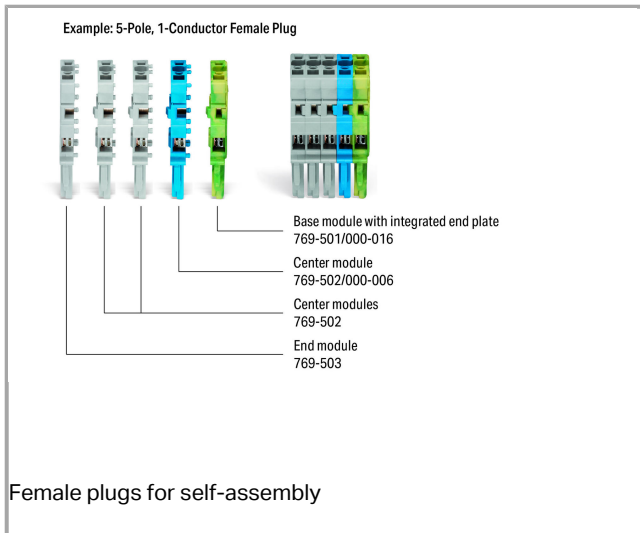 Example: 5-Pole, 1-Conductor Female Plug
Base module with integrated end plate
769-501/000-016
Center module
769-502/000-006
Center modules
769-502
End module
769-503
Female plugs for self-assembly